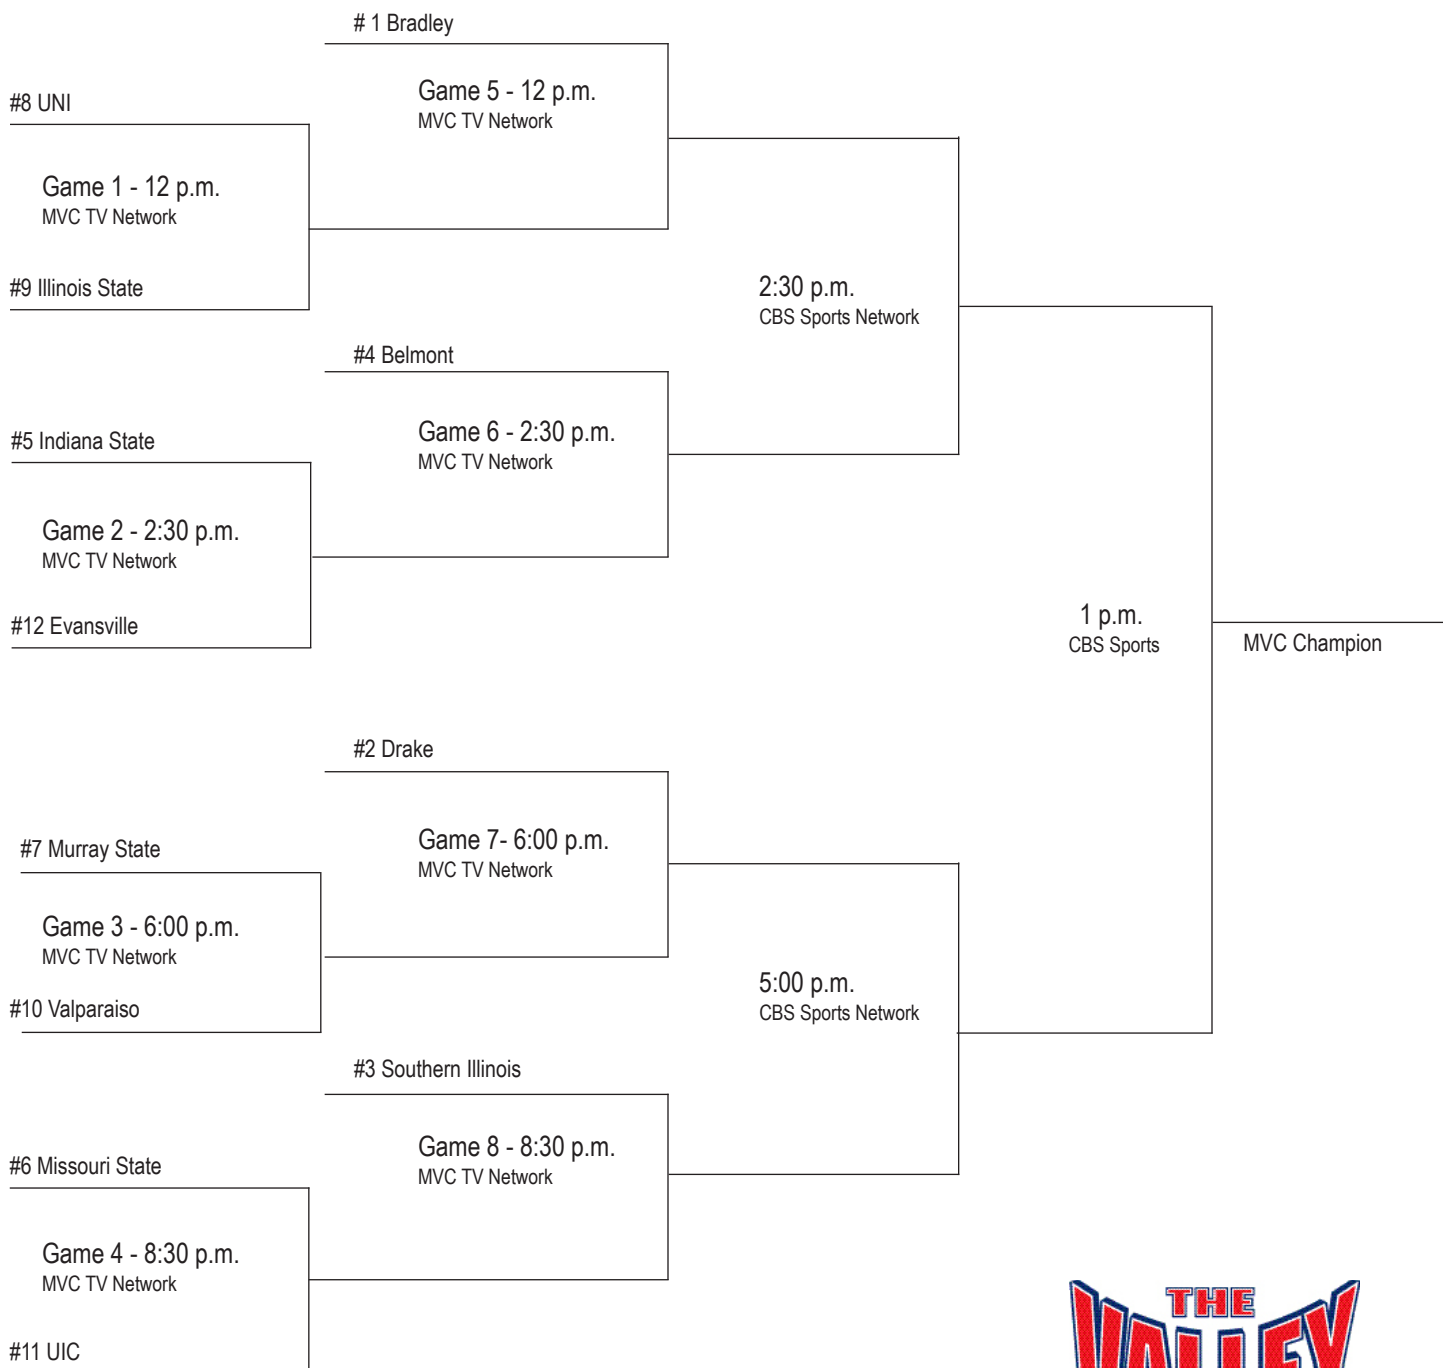 # 1 Bradley
Game 5 - 12 p.m.
MVC TV Network
#8 UNI
Game 1 - 12 p.m.
MVC TV Network
#9 Illinois State
2:30 p.m.
CBS Sports Network
#4 Belmont
Game 6 - 2:30 p.m.
MVC TV Network
#5 Indiana State
Game 2 - 2:30 p.m.
MVC TV Network
#12 Evansville
1 p.m.
CBS Sports
MVC Champion
#2 Drake
Game 7- 6:00 p.m.
MVC TV Network
#7 Murray State
Game 3 - 6:00 p.m.
MVC TV Network
#10 Valparaiso
5:00 p.m.
CBS Sports Network
#3 Southern Illinois
Game 8 - 8:30 p.m.
MVC TV Network
#6 Missouri State
Game 4 - 8:30 p.m.
MVC TV Network
#11 UIC
THE
VALLEY